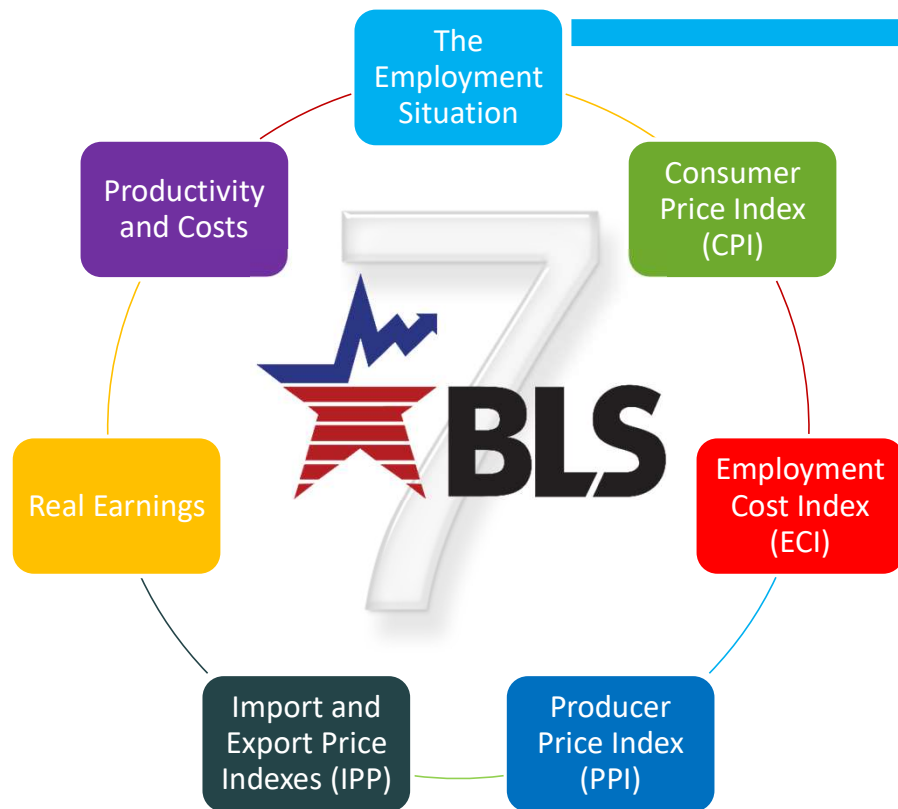 The
Employment
Situation
Consumer
Price Index
(CPI)
Employment
Cost Index
(ECI)
Producer
Price Index
(PPI)
Import and
Export Price
Indexes (IPP)
Real Earnings
Productivity
and Costs
7
BLS